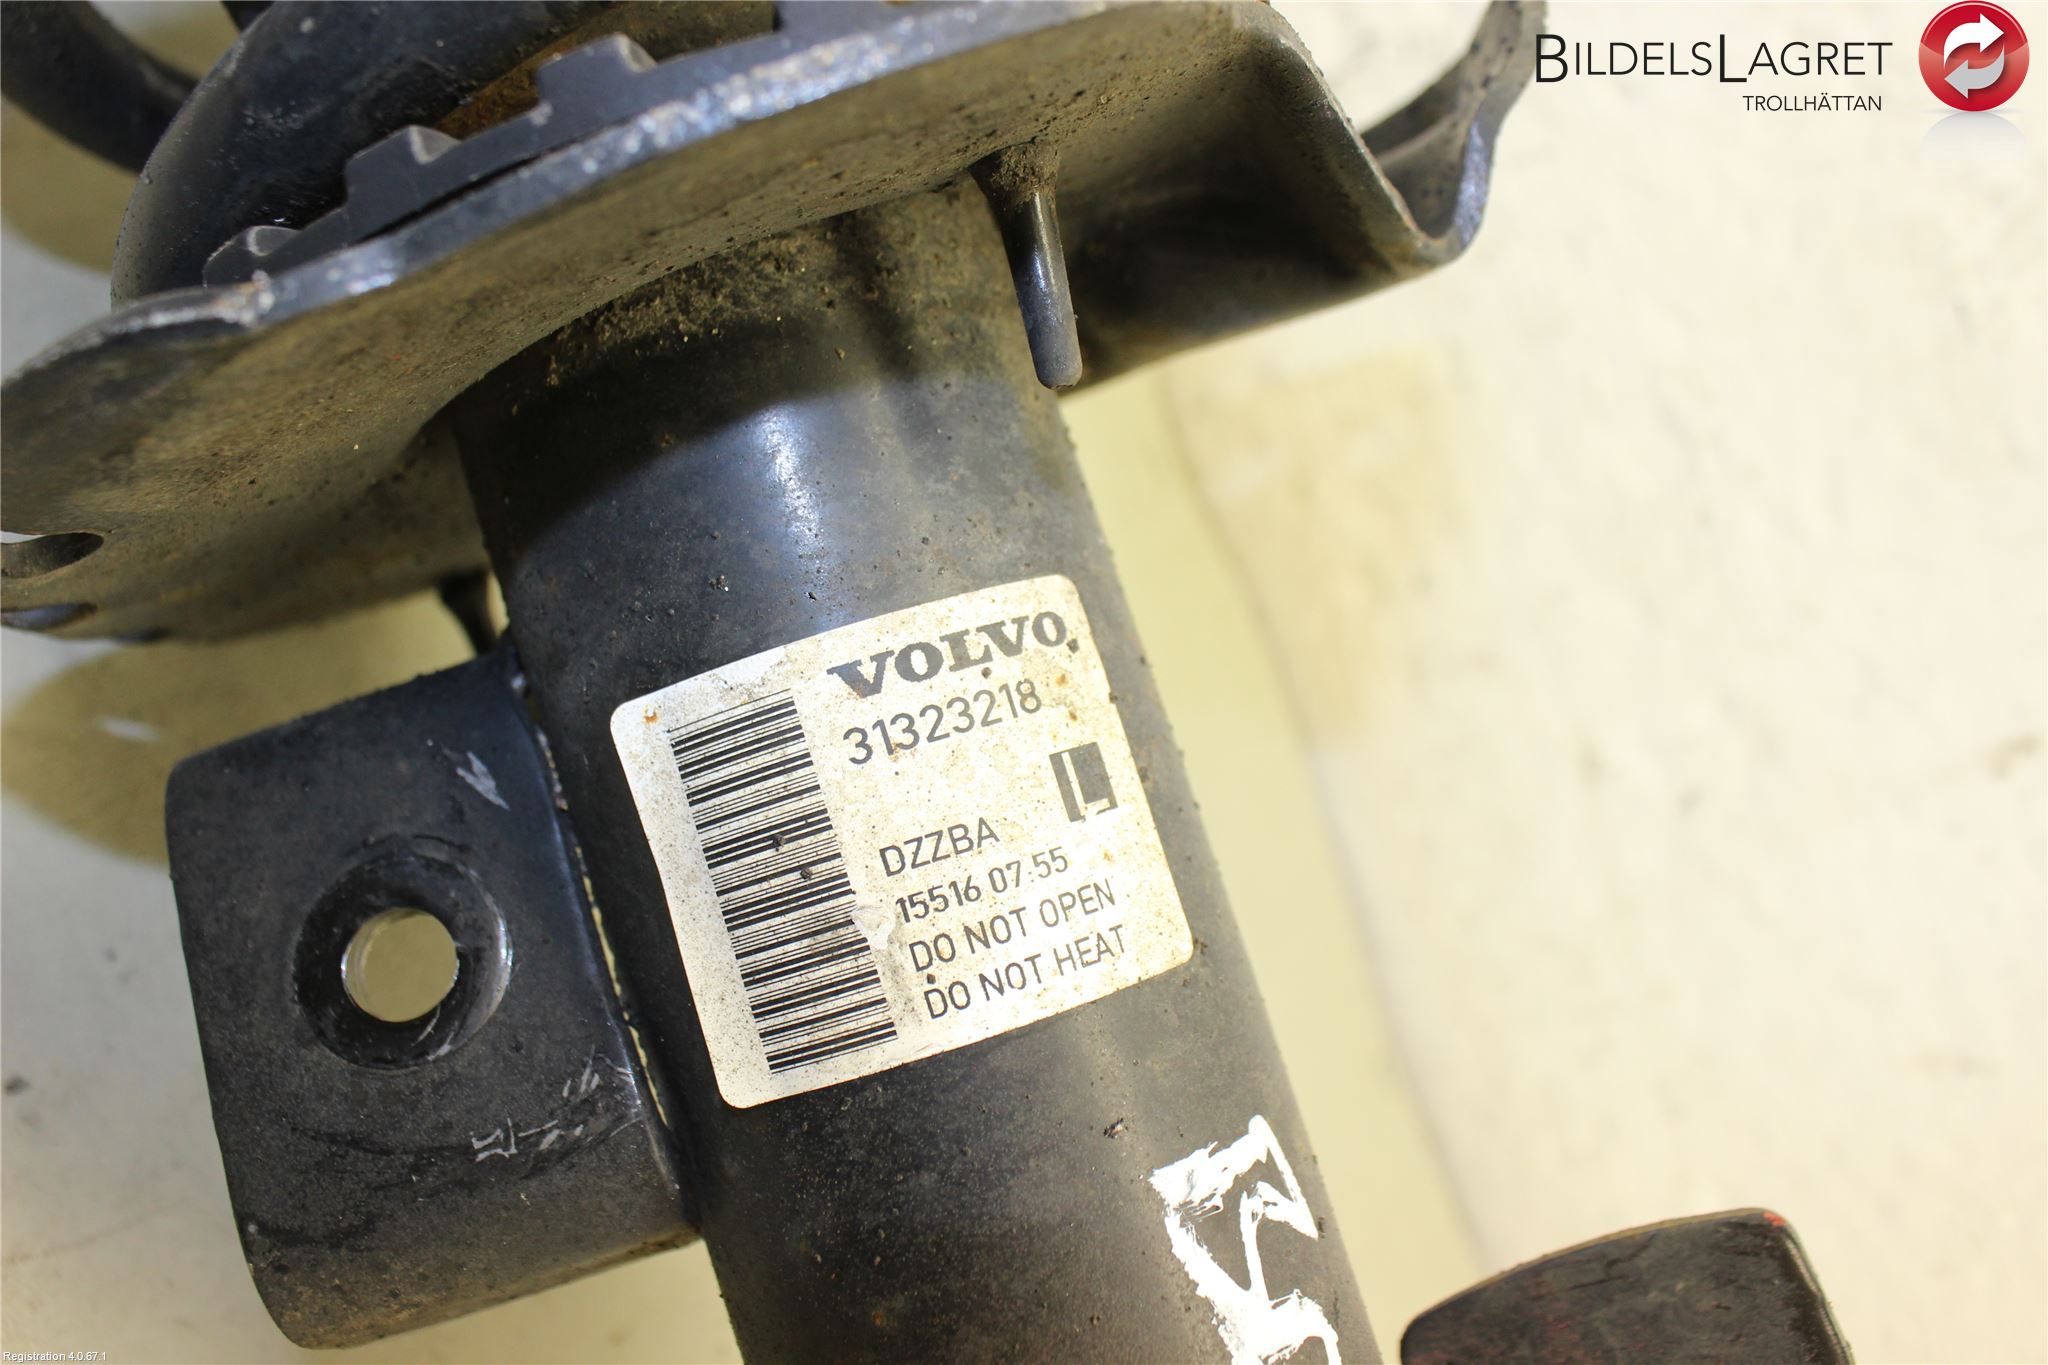 BILDELSLAGRET
TROLLHÄTTAN
VOLVO
31323218
L
DZZBA
15516 07:55
DO NOT OPEN
DO NOT HEAT
Registration 4.0.67.1